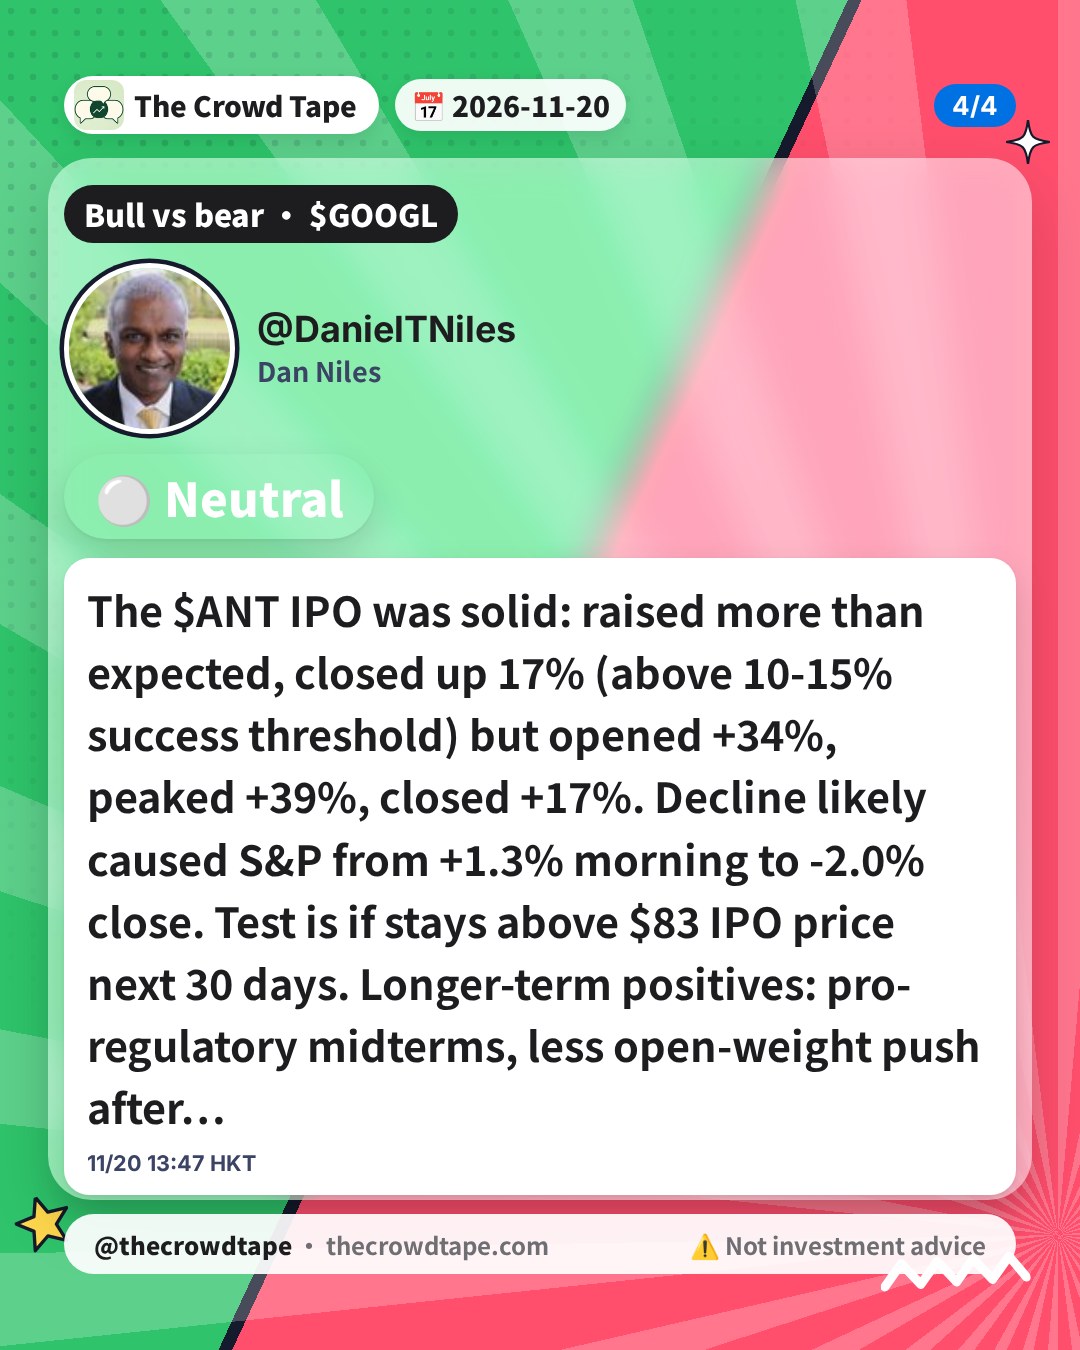 The Crowd Tape
July
17
2026-11-20
4/4
Bull vs bear • $GOOGL
@DanielTNiles
Dan Niles
Neutral
The $ANT IPO was solid: raised more than
expected, closed up 17% (above 10-15%
success threshold) but opened +34%,
peaked +39%, closed +17%. Decline likely
caused S&P from +1.3% morning to -2.0%
close. Test is if stays above $83 IPO price
next 30 days. Longer-term positives: pro-
regulatory midterms, less open-weight push
after…
11/20 13:47 HKT
@thecrowdtape • thecrowdtape.com
Not investment advice